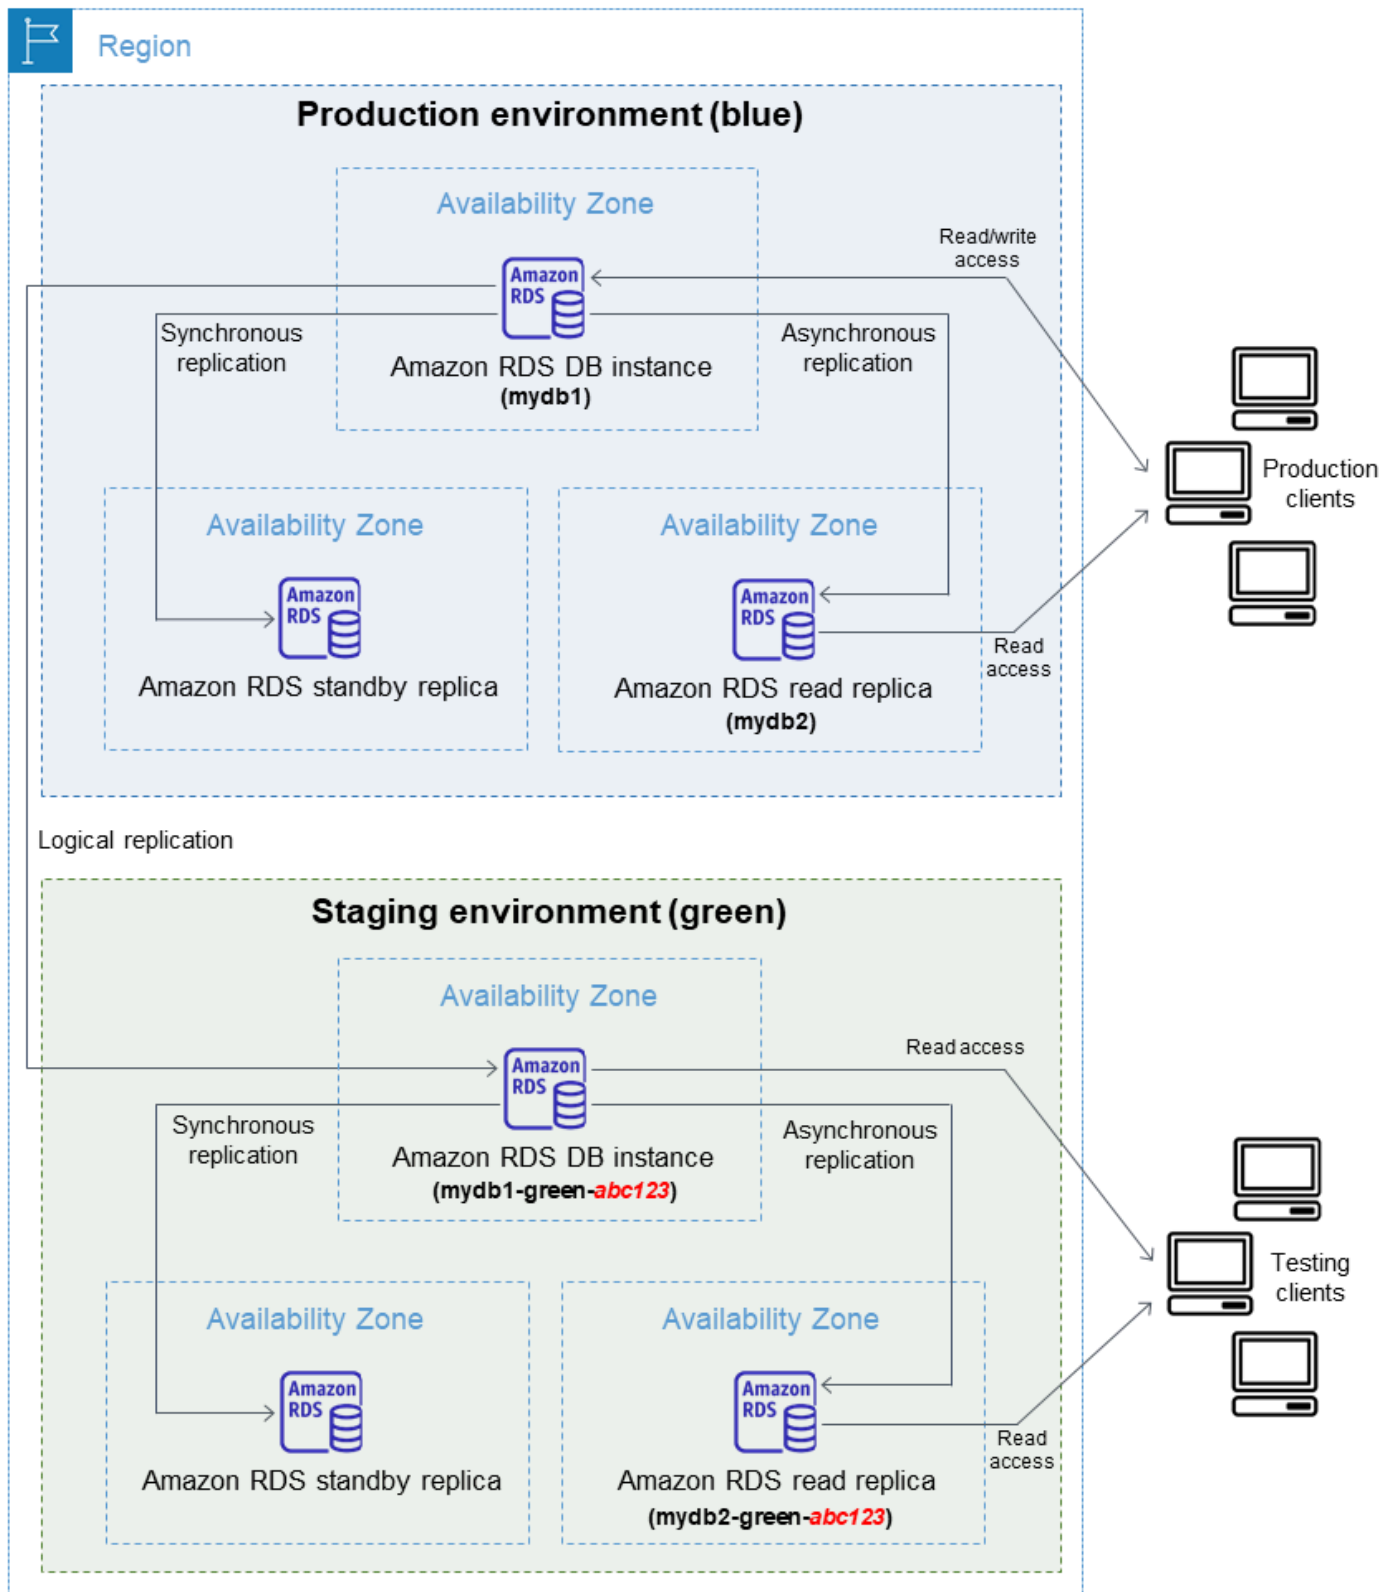 Region
Production environment (blue)
Availability Zone
Read/write
access
Amazon
RDS
Synchronous
replication
Asynchronous
replication
Amazon RDS DB instance
(mydb1)
Production
clients
Availability Zone
Availability Zone
Amazon
RDS
Amazon
RDS
Read
access
Amazon RDS standby replica
Amazon RDS read replica
(mydb2)
Logical replication
Staging environment (green)
Availability Zone
Read access
Amazon
RDS
Synchronous
replication
Asynchronous
replication
Amazon RDS DB instance
(mydb1-green-abc123)
Testing
clients
Availability Zone
Availability Zone
Amazon
RDS
Amazon
RDS
Read
access
Amazon RDS standby replica
Amazon RDS read replica
(mydb2-green-abc123)